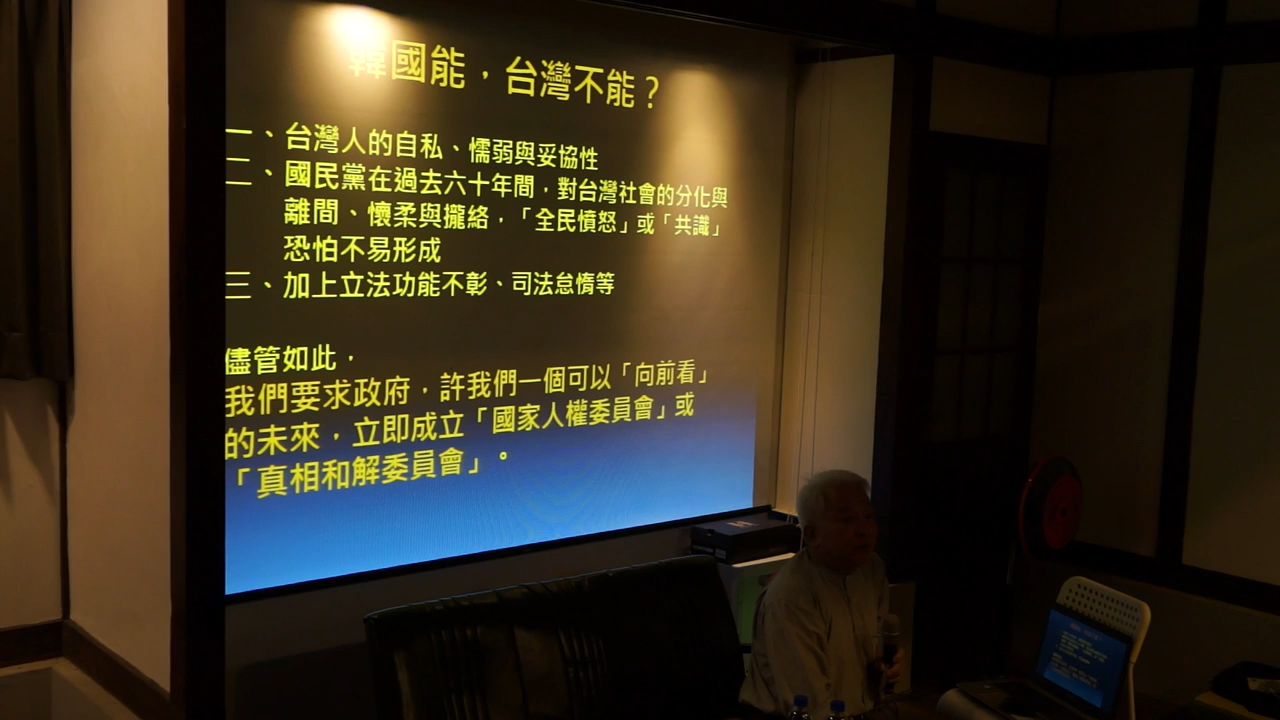 韓國能，台灣不能？
一、台灣人的自私、懦弱與妥協性
二、國民黨在過去六十年間，對台灣社會的分化與
離間、懷柔與攏絡，「全民憤怒」或「共識」
恐怕不易形成
三、加上立法功能不彰、司法怠惰等
儘管如此，
我們要求政府，許我們一個可以「向前看」
的未來，立即成立「國家人權委員會」或
「真相和解委員會」。